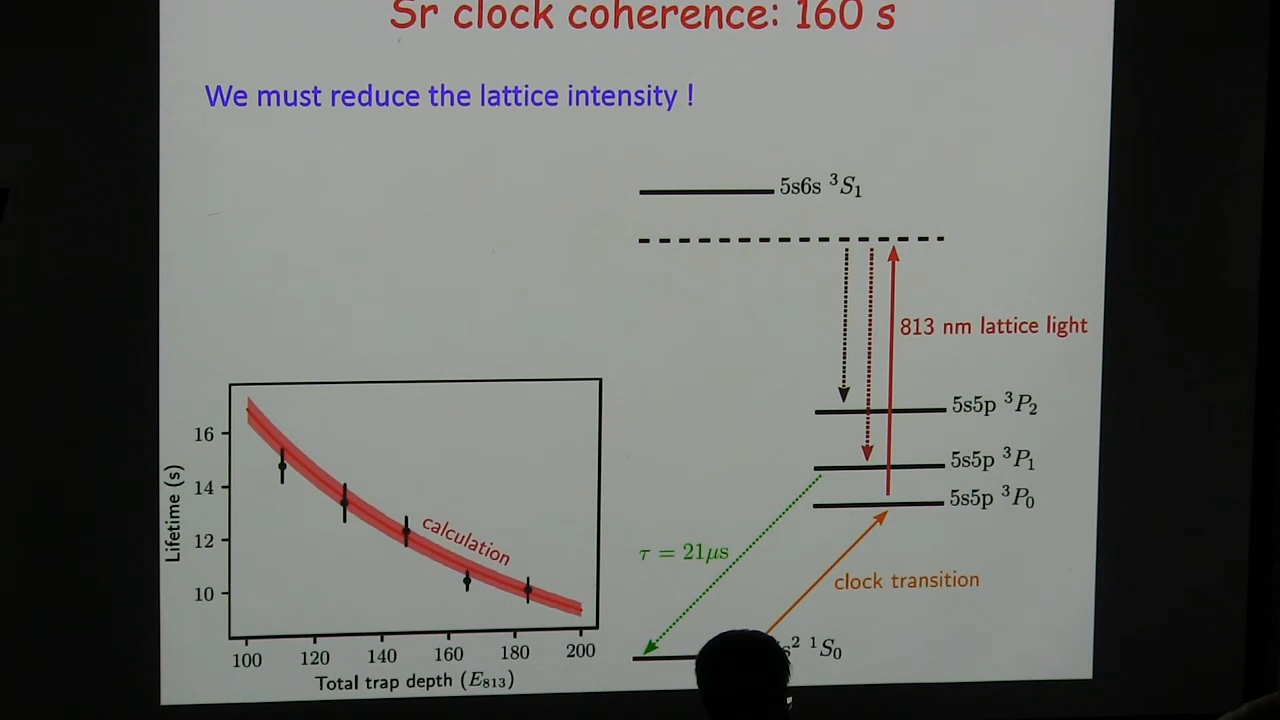 Sr clock coherence: 160 s
We must reduce the lattice intensity !
5s6s ³S₁
813 nm lattice light
5s5p ³P₂
5s5p ³P₁
5s5p ³P₀
τ = 21μs
clock transition
s² ¹S₀
Lifetime (s)
16
14
12
10
calculation
100 120 140 160 180 200
Total trap depth (E₈₁₃)